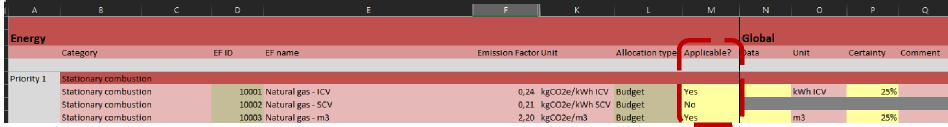 A B C D E F K L M N O P Q
Energy Global
Category EF ID EF name Emission Factor Unit Allocation type Applicable? Data Unit Certainty Comment
Priority 1 Stationary combustion
Stationary combustion 10001 Natural gas - ICV 0,24 kgCO2e/kWh ICV Budget Yes kWh ICV 25%
Stationary combustion 10002 Natural gas - SCV 0,21 kgCO2e/kWh SCV Budget No
Stationary combustion 10003 Natural gas - m3 2,20 kgCO2e/m3 Budget Yes m3 25%